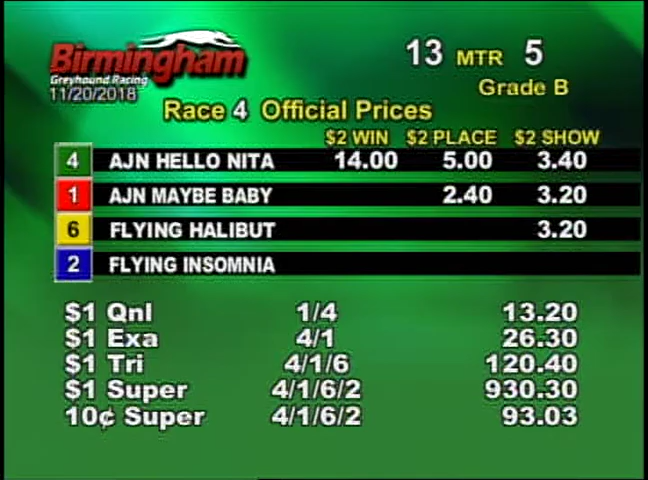 Birmingham
Greyhound Racing
11/20/2018
13 MTR 5
Grade B
Race 4 Official Prices
$2 WIN $2 PLACE $2 SHOW
4 AJN HELLO NITA 14.00 5.00 3.40
1 AJN MAYBE BABY 2.40 3.20
6 FLYING HALIBUT 3.20
2 FLYING INSOMNIA
$1 Qnl 1/4 13.20
$1 Exa 4/1 26.30
$1 Tri 4/1/6 120.40
$1 Super 4/1/6/2 930.30
10¢ Super 4/1/6/2 93.03